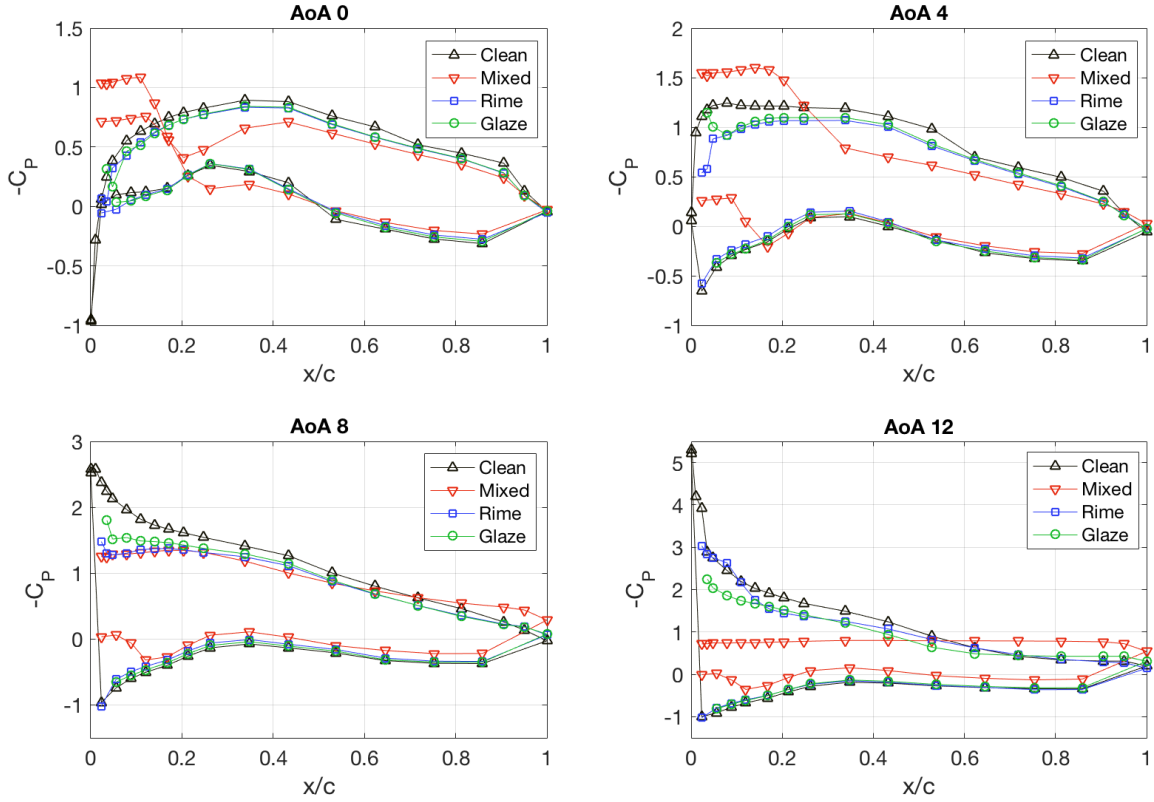 AoA 0
1.5
1
0.5
0
-0.5
-1
-C_P
0 0.2 0.4 0.6 0.8 1
x/c
Clean
Mixed
Rime
Glaze
AoA 4
2
1.5
1
0.5
0
-0.5
-1
-C_P
0 0.2 0.4 0.6 0.8 1
x/c
Clean
Mixed
Rime
Glaze
AoA 8
3
2
1
0
-1
-C_P
0 0.2 0.4 0.6 0.8 1
x/c
Clean
Mixed
Rime
Glaze
AoA 12
5
4
3
2
1
0
-1
-C_P
0 0.2 0.4 0.6 0.8 1
x/c
Clean
Mixed
Rime
Glaze